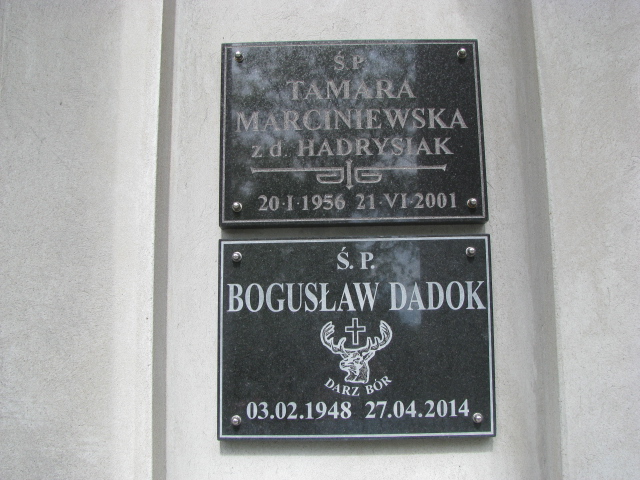 Ś.P.
TAMARA
MARCINIEWSKA
z d. HADRYSIAK
20·I·1956 21·VI·2001
Ś. P.
BOGUSŁAW DADOK
DARZ BÓR
03.02.1948 27.04.2014